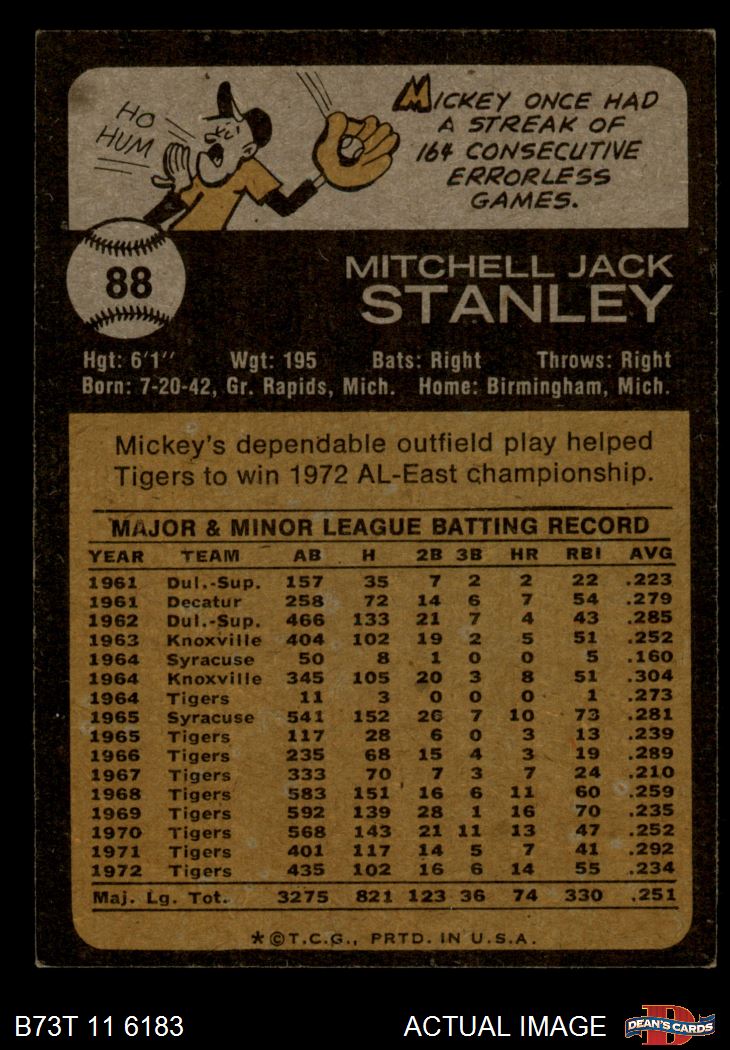 HO
HUM
MICKEY ONCE HAD
A STREAK OF
164 CONSECUTIVE
ERRORLESS
GAMES.
88
MITCHELL JACK
STANLEY
Hgt: 6'1" Wgt: 195 Bats: Right Throws: Right
Born: 7-20-42, Gr. Rapids, Mich. Home: Birmingham, Mich.
Mickey's dependable outfield play helped
Tigers to win 1972 AL-East championship.
MAJOR & MINOR LEAGUE BATTING RECORD
YEAR TEAM AB H 2B 3B HR RBI AVG
1961 Dul.-Sup. 157 35 7 2 2 22 .223
1961 Decatur 258 72 14 6 7 54 .279
1962 Dul.-Sup. 466 133 21 7 4 43 .285
1963 Knoxville 404 102 19 2 5 51 .252
1964 Syracuse 50 8 1 0 0 5 .160
1964 Knoxville 345 105 20 3 8 51 .304
1964 Tigers 11 3 0 0 0 1 .273
1965 Syracuse 541 152 26 7 10 73 .281
1965 Tigers 117 28 6 0 3 13 .239
1966 Tigers 235 68 15 4 3 19 .289
1967 Tigers 333 70 7 3 7 24 .210
1968 Tigers 583 151 16 6 11 60 .259
1969 Tigers 592 139 28 1 16 70 .235
1970 Tigers 568 143 21 11 13 47 .252
1971 Tigers 401 117 14 5 7 41 .292
1972 Tigers 435 102 16 6 14 55 .234
Maj. Lg. Tot. 3275 821 123 36 74 330 .251
*©T.C.G., PRTD. IN U.S.A.
B73T 11 6183 ACTUAL IMAGE DEAN'S CARDS